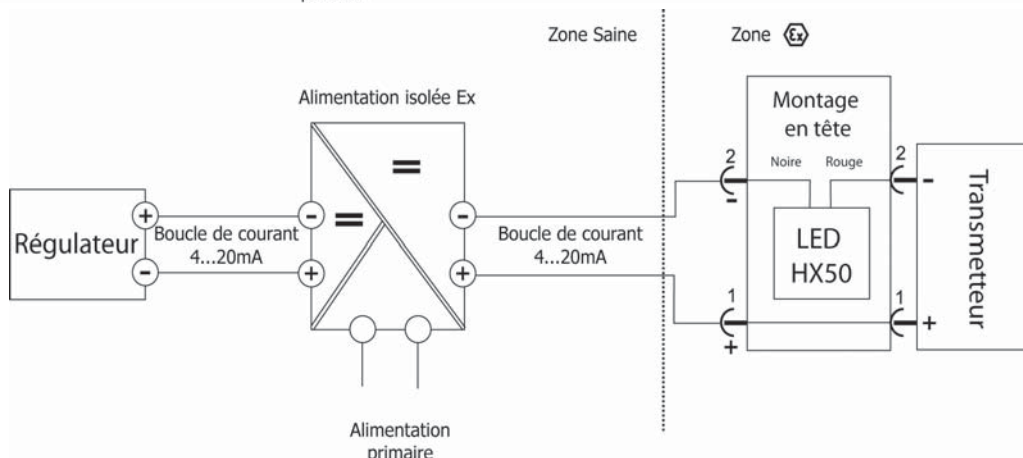 Zone Saine
Zone Ex
Alimentation isolée Ex
Régulateur
+
-
Boucle de courant
4...20mA
-
+
=
=
-
+
Boucle de courant
4...20mA
Alimentation
primaire
Montage
en tête
Noire Rouge
LED
HX50
2
-
1
+
2
-
1
+
Transmetteur